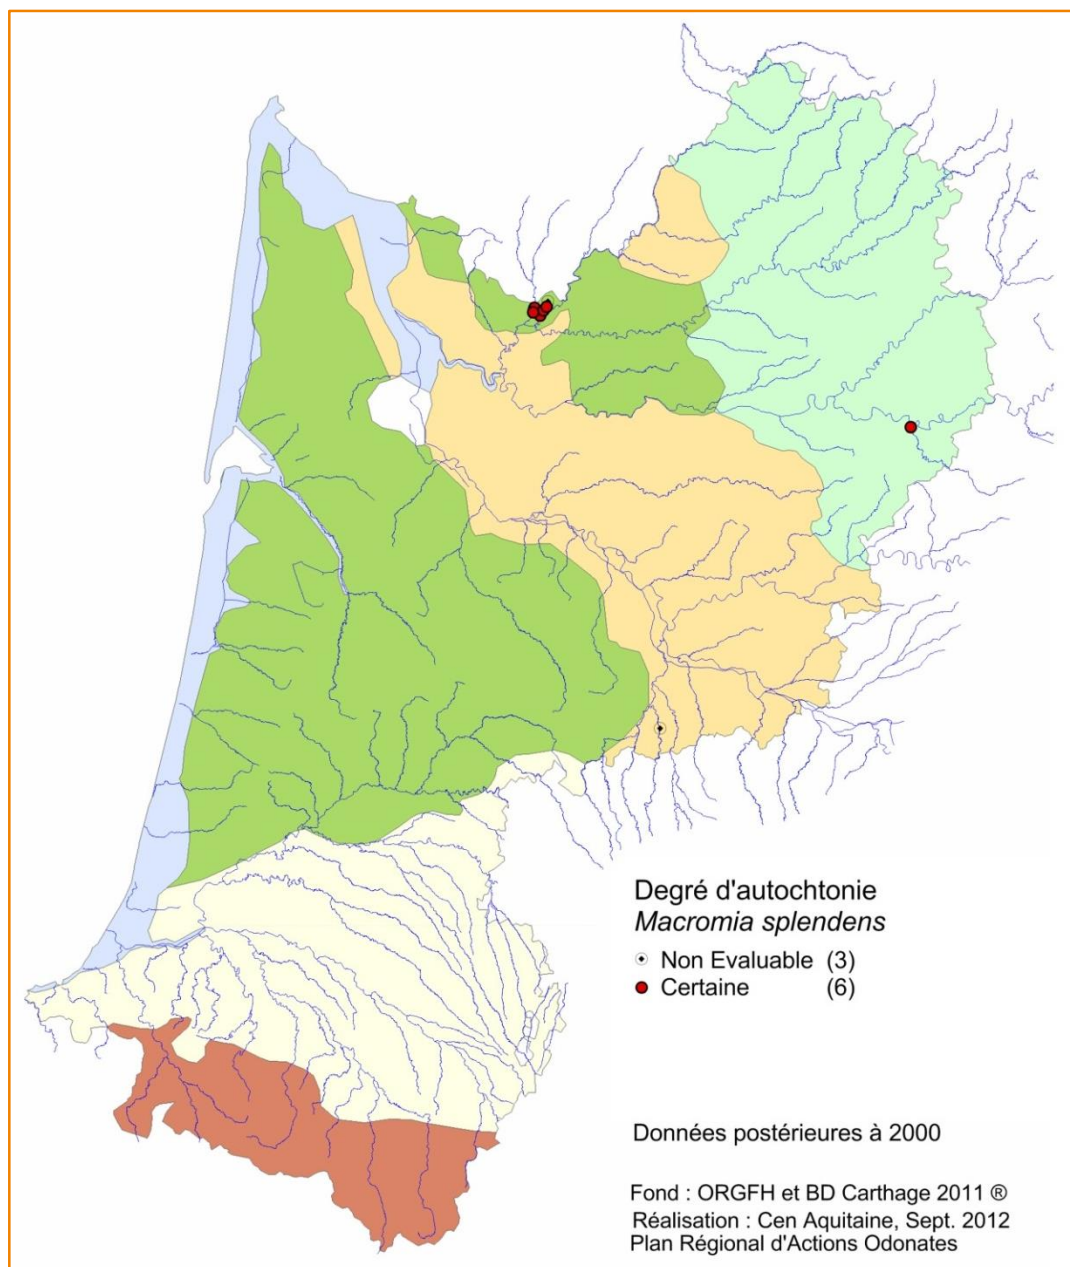 Degré d'autochtonie
Macromia splendens
Non Evaluable (3)
Certaine (6)
Données postérieures à 2000
Fond : ORGFH et BD Carthage 2011 ®
Réalisation : Cen Aquitaine, Sept. 2012
Plan Régional d'Actions Odonates